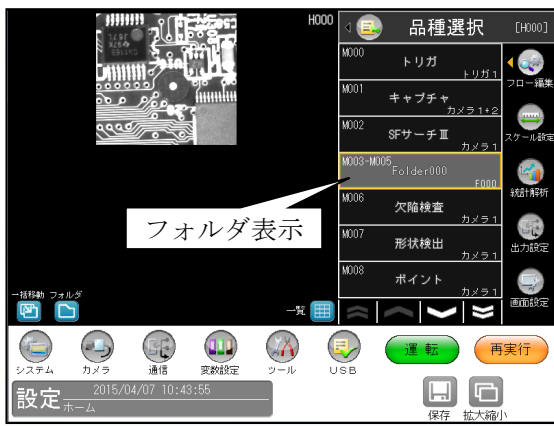 H000
品種選択
[H000]
M000
トリガ
トリガ1
M001
キャプチャ
カメラ1+2
M002
SFサーチⅢ
カメラ1
M003-M005
Folder000
F000
M006
欠陥検査
カメラ1
M007
形状検出
カメラ1
M008
ポイント
カメラ1
フロー編集
スケール設定
統計解析
出力設定
画面設定
フォルダ表示
一括移動
フォルダ
一覧
システム
カメラ
通信
変数設定
ツール
USB
運転
再実行
設定
2015/04/07 10:43:55
ホーム
保存
拡大縮小